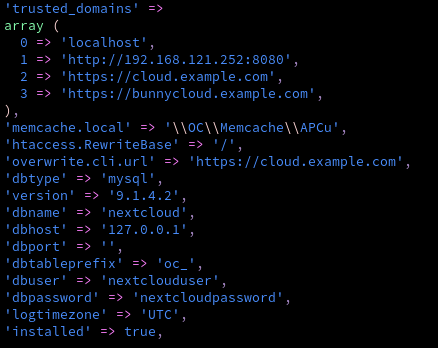 'trusted_domains' =>
array (
  0 => 'localhost',
  1 => 'http://192.168.121.252:8080',
  2 => 'https://cloud.example.com',
  3 => 'https://bunnycloud.example.com',
),
'memcache.local' => '\\OC\\Memcache\\APCu',
'htaccess.RewriteBase' => '/',
'overwrite.cli.url' => 'https://cloud.example.com',
'dbtype' => 'mysql',
'version' => '9.1.4.2',
'dbname' => 'nextcloud',
'dbhost' => '127.0.0.1',
'dbport' => '',
'dbtableprefix' => 'oc_',
'dbuser' => 'nextclouduser',
'dbpassword' => 'nextcloudpassword',
'logtimezone' => 'UTC',
'installed' => true,